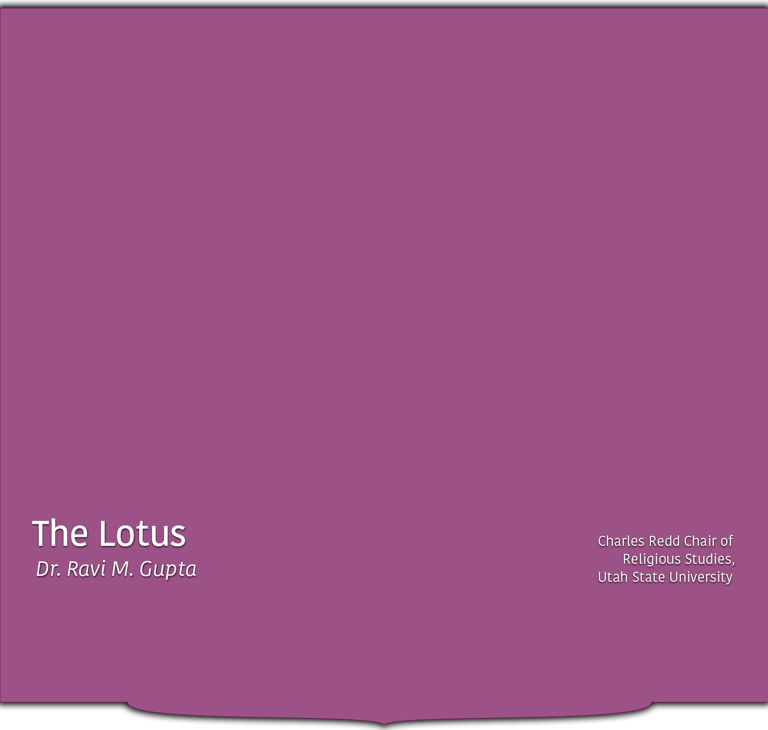 The Lotus
Dr. Ravi M. Gupta
Charles Redd Chair of
Religious Studies,
Utah State University